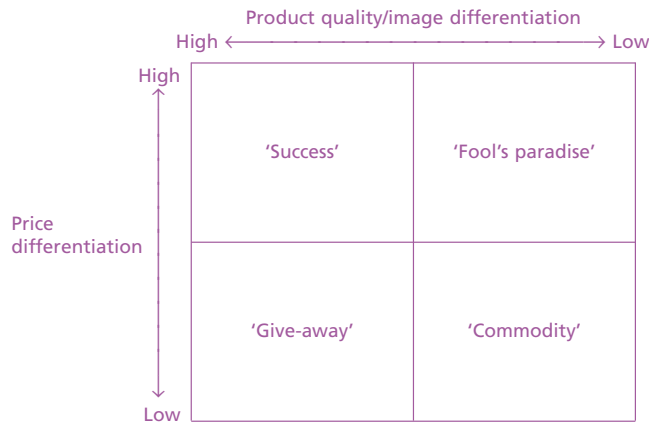 Product quality/image differentiation
High
Low
High
‘Success’
‘Fool's paradise’
Price
differentiation
‘Give-away’
‘Commodity’
Low